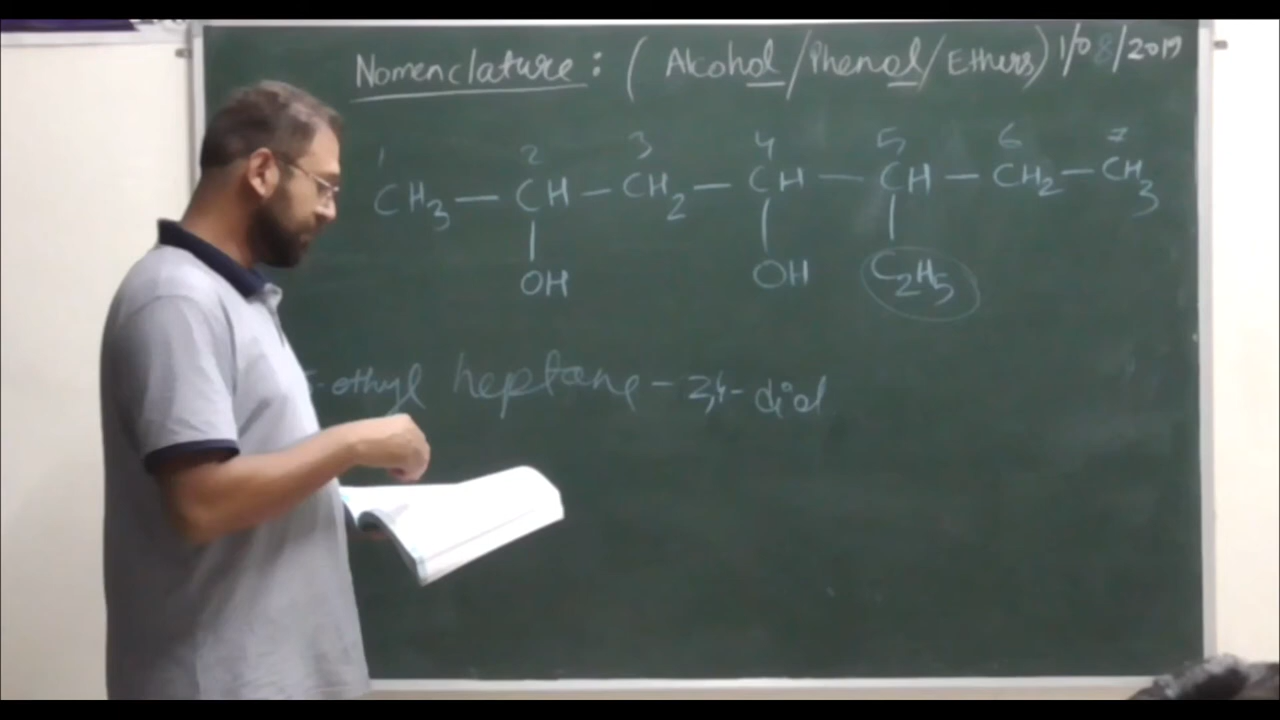 Nomenclature: (Alcohol/Phenol/Ethers) 1/08/2019
1 2 3 4 5 6 7
CH3 — CH — CH2 — CH — CH — CH2 — CH3
OH OH C2H5
-ethyl heptane - 2,4- diol